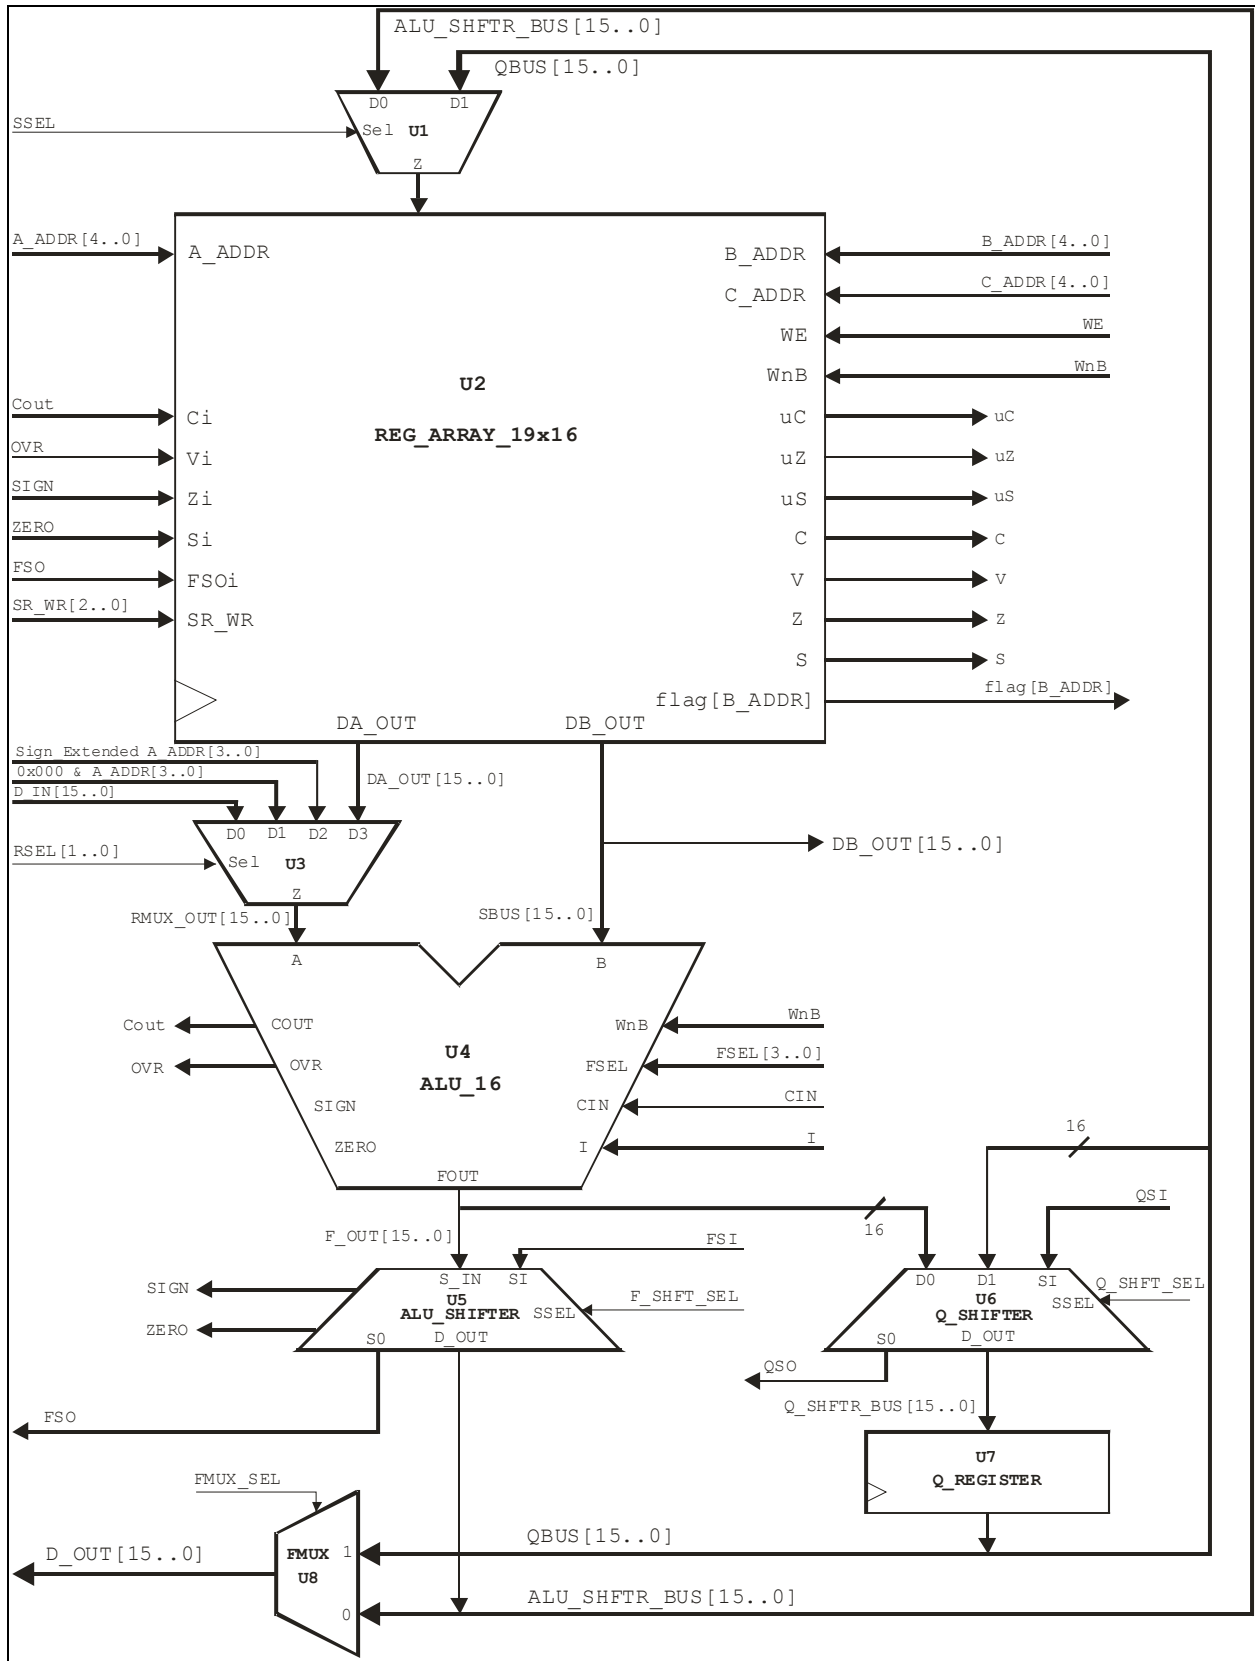 ALU_SHFTR_BUS[15..0]
QBUS[15..0]
D0 D1
SSEL
Sel U1
Z
A_ADDR[4..0]
A_ADDR
B_ADDR
B_ADDR[4..0]
C_ADDR
C_ADDR[4..0]
WE
WE
WnB
WnB
U2
REG_ARRAY_19x16
Cout
Ci
uC
uC
OVR
Vi
uZ
uZ
SIGN
Zi
uS
uS
ZERO
Si
C
C
FSO
FSOi
V
V
SR_WR[2..0]
SR_WR
Z
Z
S
S
flag[B_ADDR]
flag[B_ADDR]
DA_OUT
DB_OUT
Sign_Extended A_ADDR[3..0]
0x000 & A_ADDR[3..0]
D_IN[15..0]
DA_OUT[15..0]
D0 D1 D2 D3
RSEL[1..0]
Sel U3
Z
DB_OUT[15..0]
RMUX_OUT[15..0]
SBUS[15..0]
A
B
Cout
COUT
WnB
WnB
U4
ALU_16
OVR
OVR
FSEL
FSEL[3..0]
SIGN
CIN
CIN
ZERO
I
I
FOUT
16
16
QSI
F_OUT[15..0]
FSI
S_IN SI
D0 D1 SI
SIGN
U5
ALU_SHIFTER
SSEL
F_SHFT_SEL
U6
Q_SHIFTER
SSEL
Q_SHFT_SEL
ZERO
S0
D_OUT
S0
D_OUT
QSO
Q_SHFTR_BUS[15..0]
FSO
U7
Q_REGISTER
FMUX_SEL
QBUS[15..0]
D_OUT[15..0]
FMUX 1
U8
ALU_SHFTR_BUS[15..0]
0